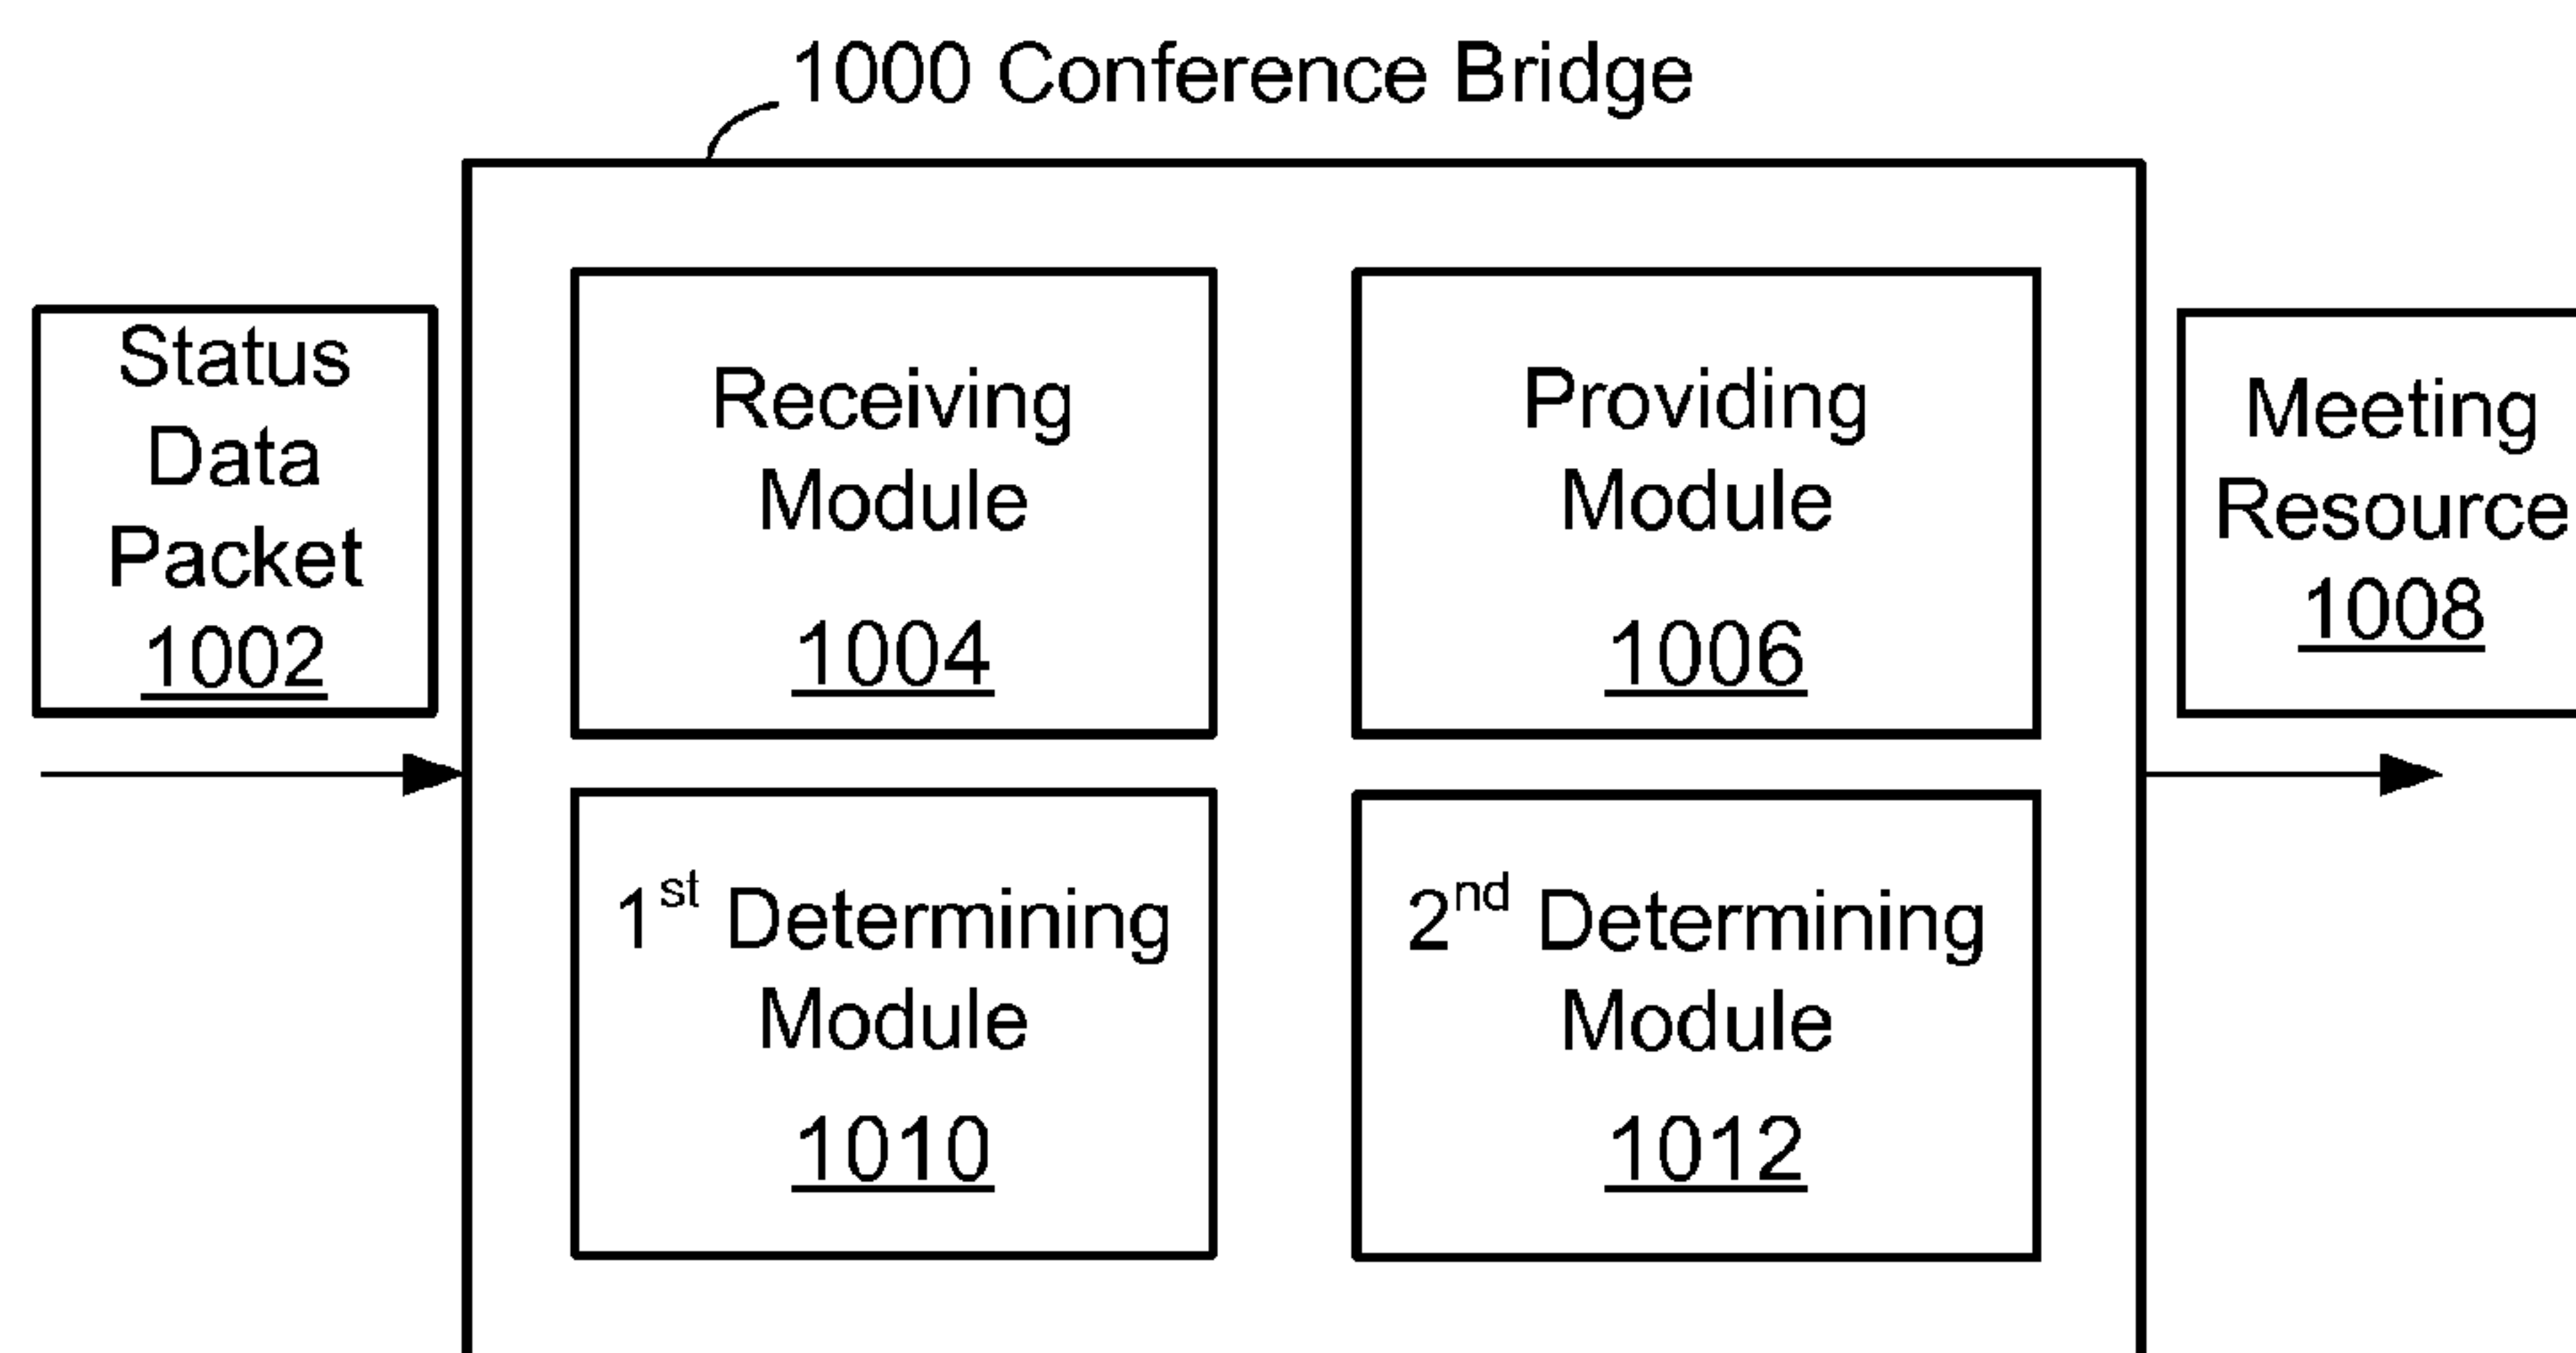 1000 Conference Bridge
Status
Data
Packet
1002
Receiving
Module
1004
Providing
Module
1006
Meeting
Resource
1008
1st Determining
Module
1010
2nd Determining
Module
1012